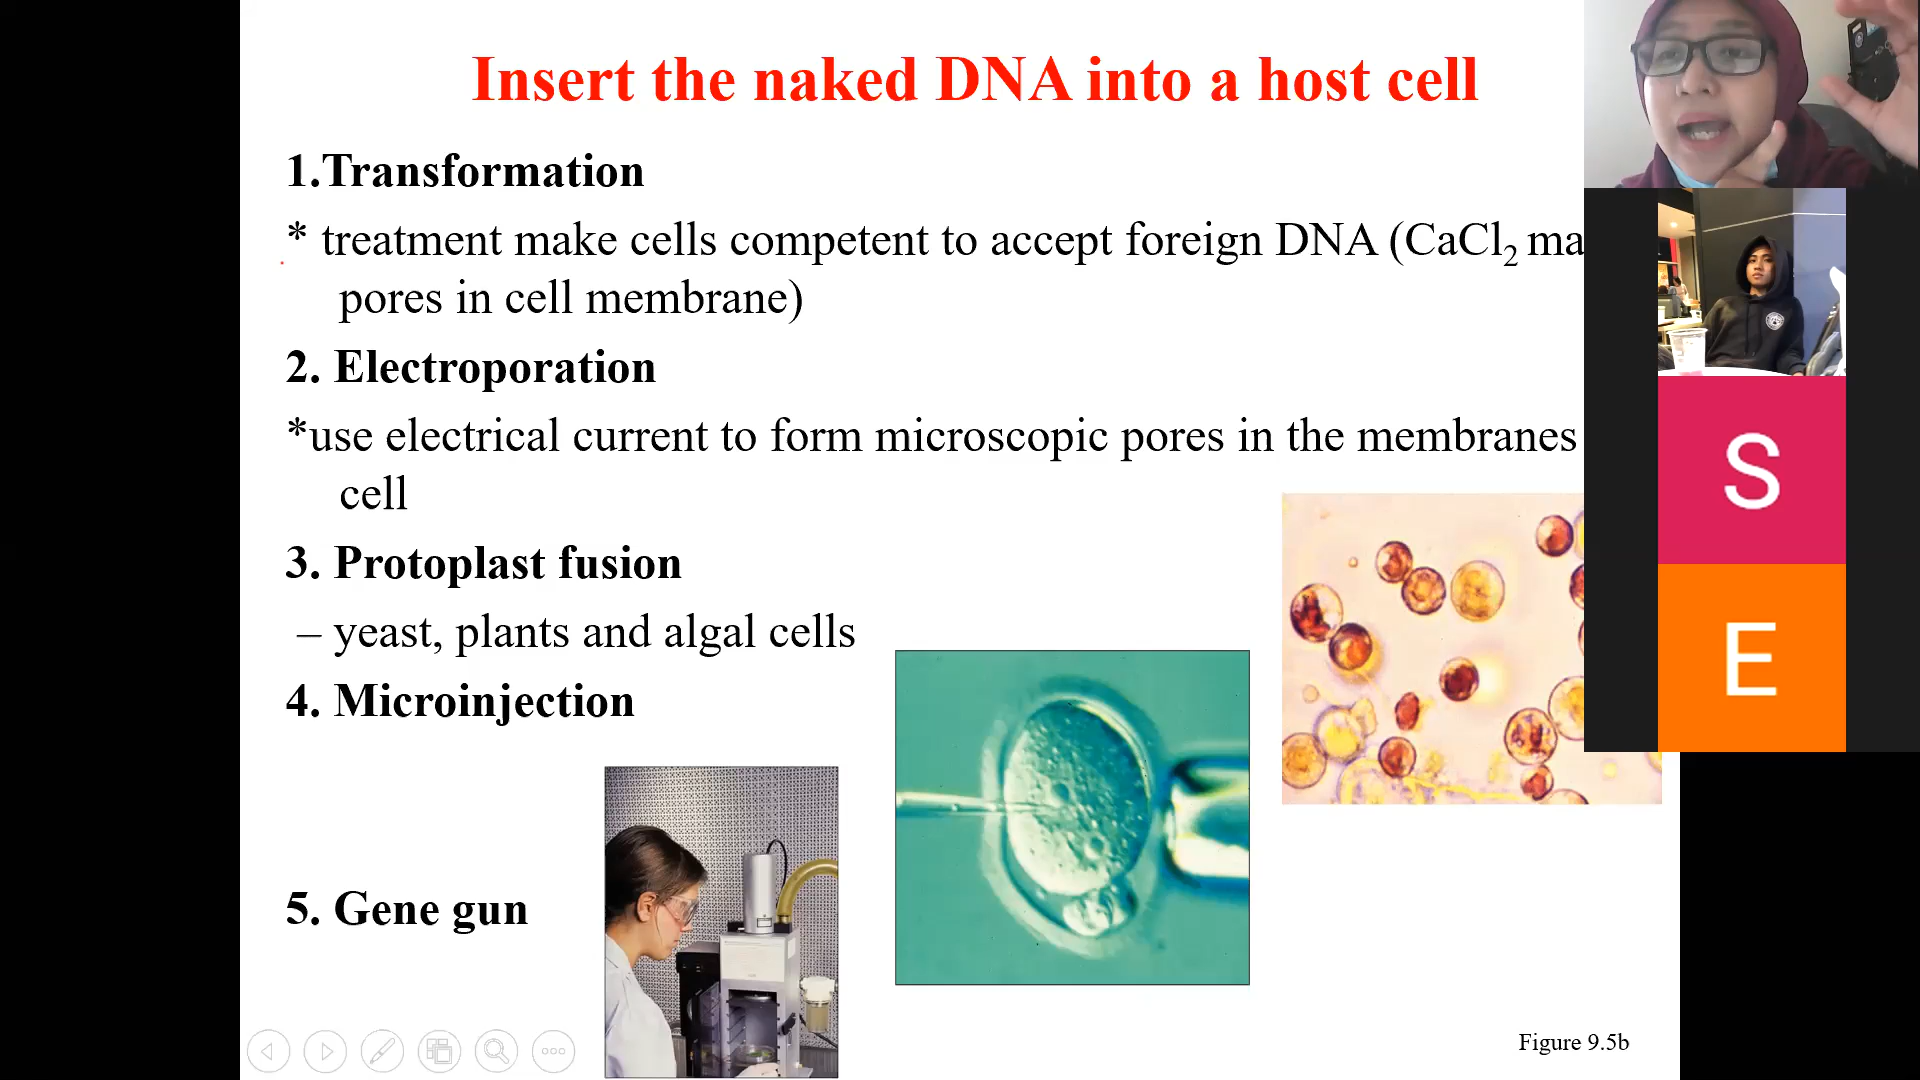 Insert the naked DNA into a host cell
1.Transformation
* treatment make cells competent to accept foreign DNA (CaCl₂ ma
pores in cell membrane)
2. Electroporation
*use electrical current to form microscopic pores in the membranes
cell
3. Protoplast fusion
– yeast, plants and algal cells
4. Microinjection
5. Gene gun
Figure 9.5b
S
E